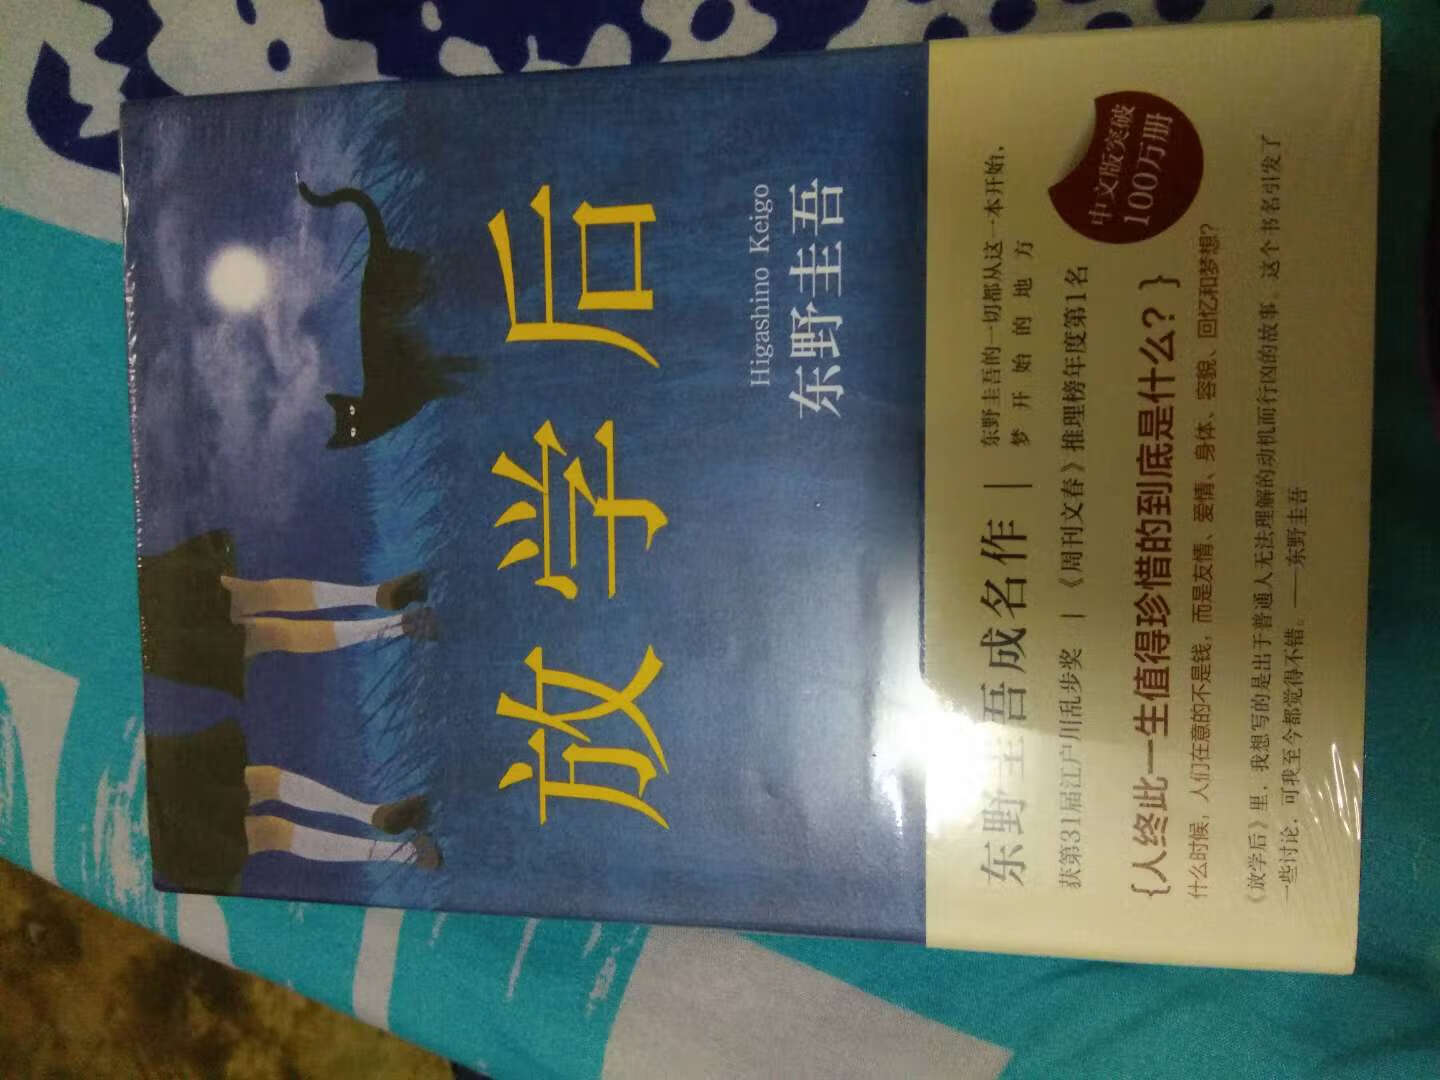 放学后
Higashino Keigo
东野圭吾
中文版突破
100万册
东野圭吾成名作
东野圭吾的一切都从这一本开始,
梦开始的地方
获第31届江户川乱步奖 | 《周刊文春》推理榜年度第1名
{人终此一生值得珍惜的到底是什么?}
什么时候,人们在意的不是钱,而是友情、爱情、身体、容貌、回忆和梦想?
《放学后》里,我想写的是出于普通人无法理解的动机而行凶的故事。这个书名引发了
一些讨论,可我至今都觉得不错。——东野圭吾